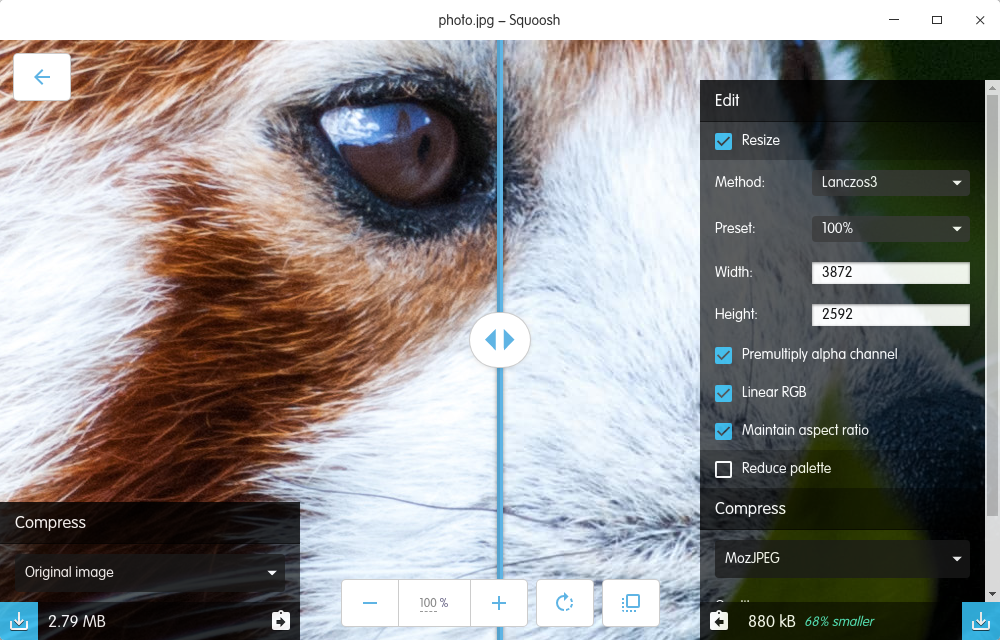 photo.jpg – Squoosh
Edit
Resize
Method: Lanczos3
Preset: 100%
Width: 3872
Height: 2592
Premultiply alpha channel
Linear RGB
Maintain aspect ratio
Reduce palette
Compress
MozJPEG
Compress
Original image
2.79 MB
100 %
880 kB 68% smaller